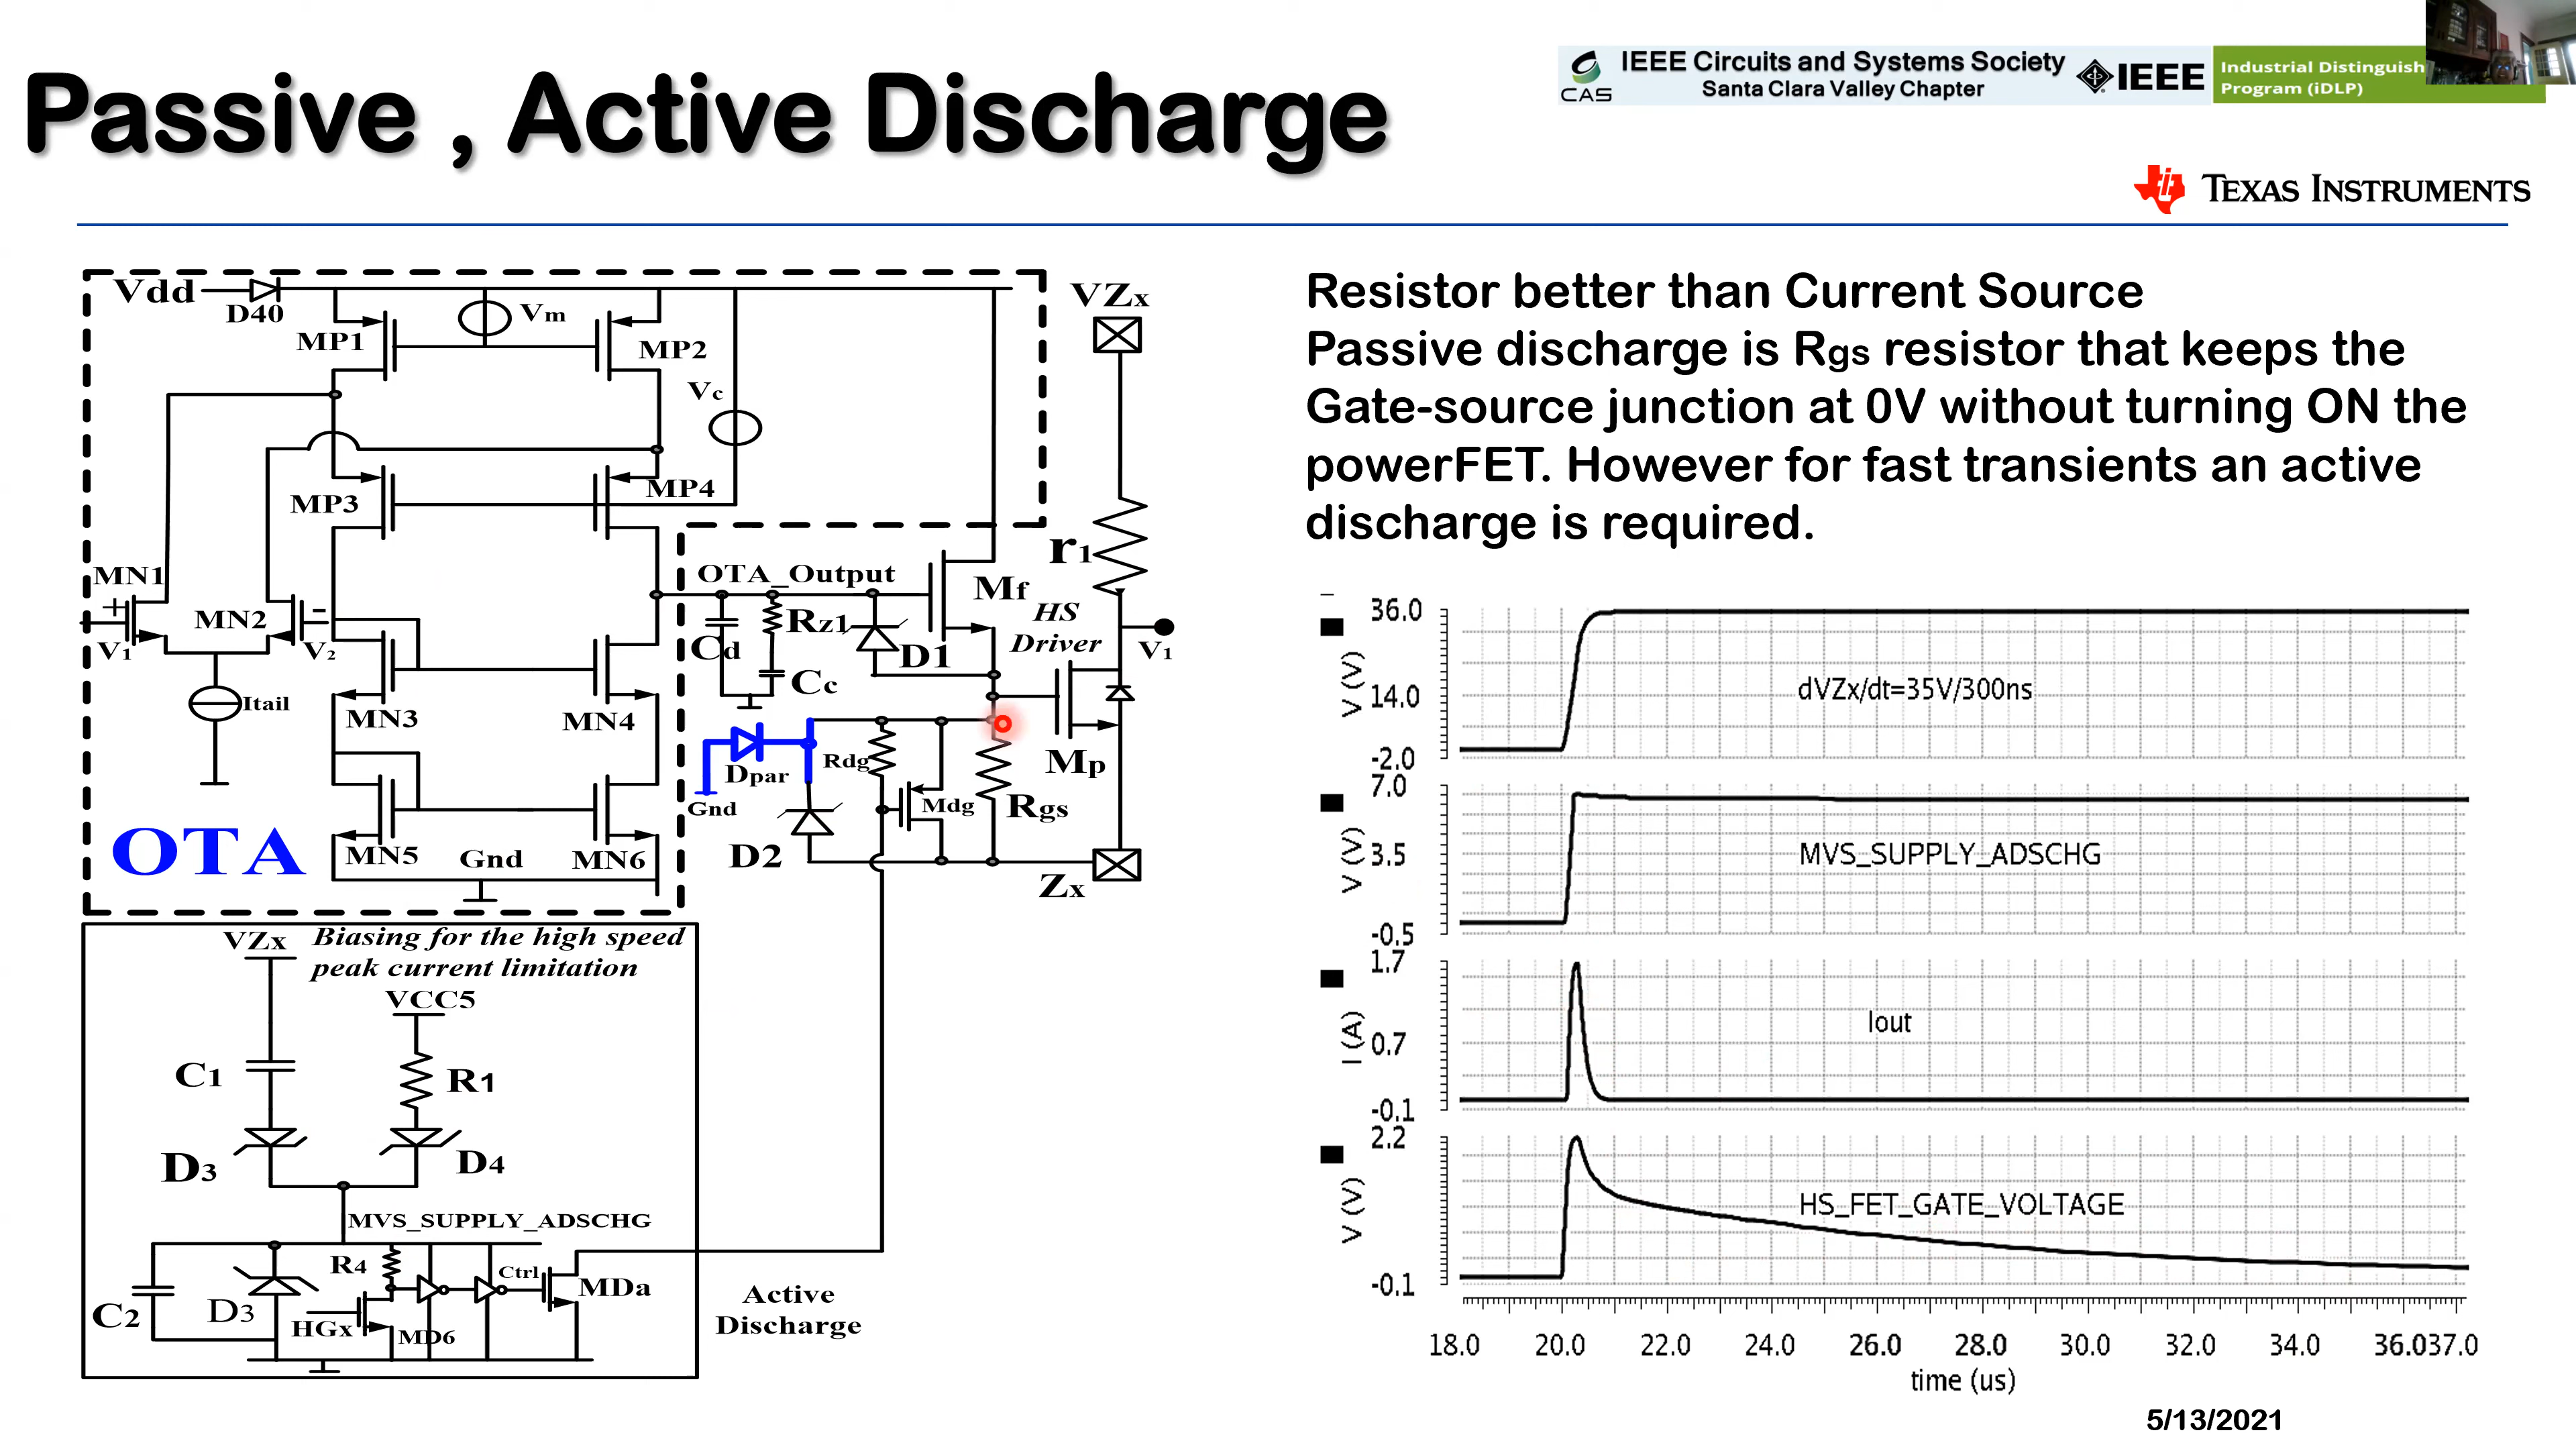 Passive , Active Discharge
IEEE Circuits and Systems Society
Santa Clara Valley Chapter
CAS
IEEE
Industrial Distinguish
Program (iDLP)
TEXAS INSTRUMENTS
Resistor better than Current Source
Passive discharge is Rgs resistor that keeps the
Gate-source junction at 0V without turning ON the
powerFET. However for fast transients an active
discharge is required.
Vdd
D40
Vm
MP1
MP2
Vc
VZx
MP3
MP4
r1
MN1
+
MN2
-
V1
V2
Itail
MN3
MN4
OTA_Output
Mf
HS
Driver
Cd
Rz1
D1
Cc
V1
Dpar
Gnd
Rdg
Mdg
Rgs
Mp
D2
Zx
OTA
MN5
Gnd
MN6
VZx
Biasing for the high speed
peak current limitation
VCC5
C1
R1
D3
D4
MVS_SUPPLY_ADSCHG
R4
Ctrl
MDa
C2
D3
HGx
MD6
Active
Discharge
36.0
14.0
-2.0
V (V)
dVZx/dt=35V/300ns
7.0
3.5
-0.5
V (V)
MVS_SUPPLY_ADSCHG
1.7
0.7
-0.1
I (A)
Iout
2.2
-0.1
V (V)
HS_FET_GATE_VOLTAGE
18.0 20.0 22.0 24.0 26.0 28.0 30.0 32.0 34.0 36.037.0
time (us)
5/13/2021